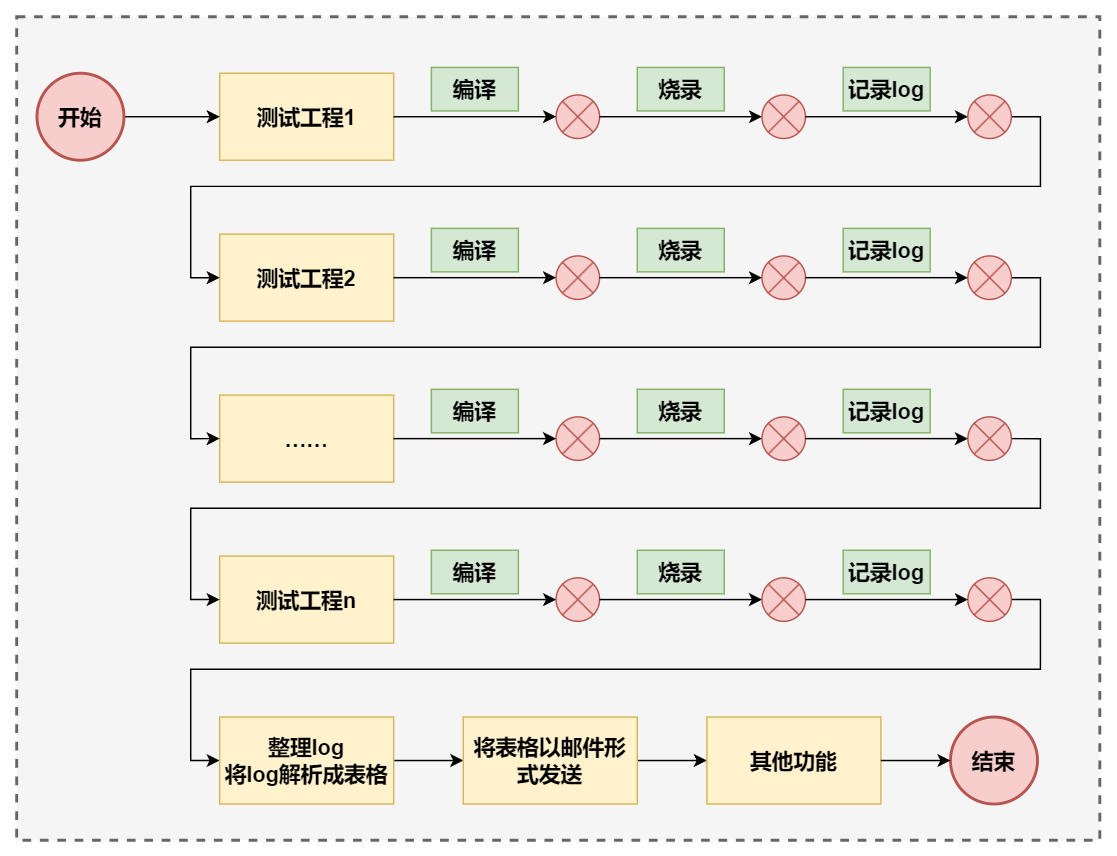 开始
测试工程1
编译
烧录
记录log
测试工程2
编译
烧录
记录log
……
编译
烧录
记录log
测试工程n
编译
烧录
记录log
整理log
将log解析成表格
将表格以邮件形
式发送
其他功能
结束